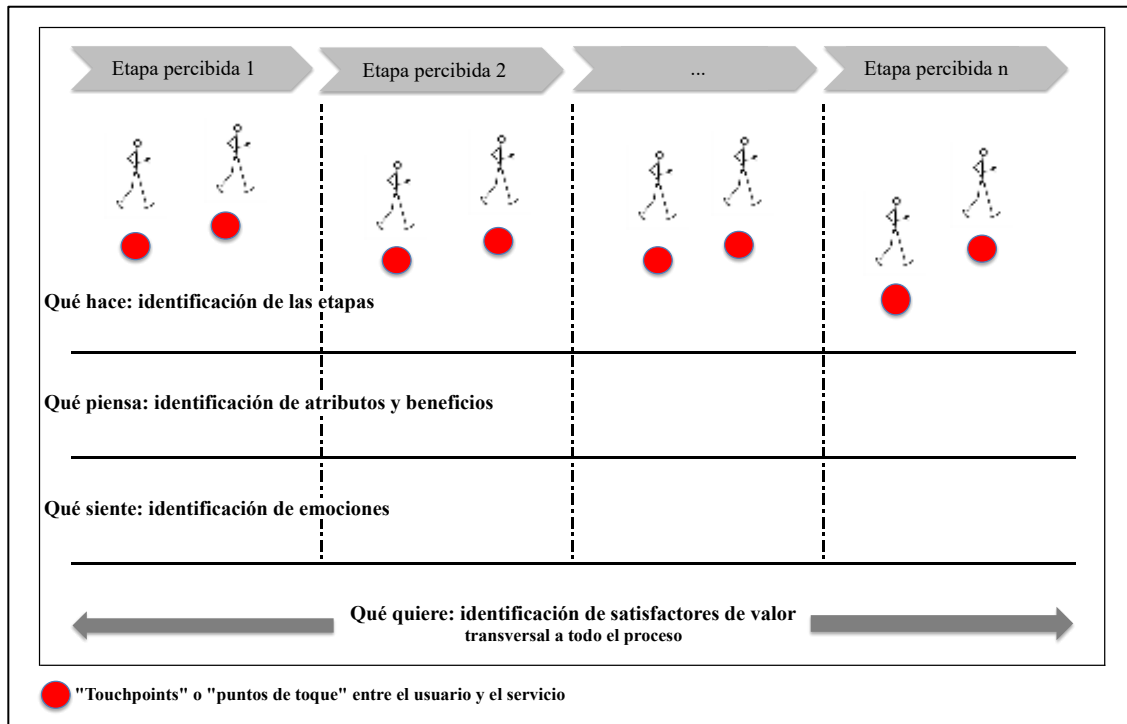 Etapa percibida 1
Etapa percibida 2
...
Etapa percibida n
Qué hace: identificación de las etapas
Qué piensa: identificación de atributos y beneficios
Qué siente: identificación de emociones
Qué quiere: identificación de satisfactores de valor
transversal a todo el proceso
"Touchpoints" o "puntos de toque" entre el usuario y el servicio